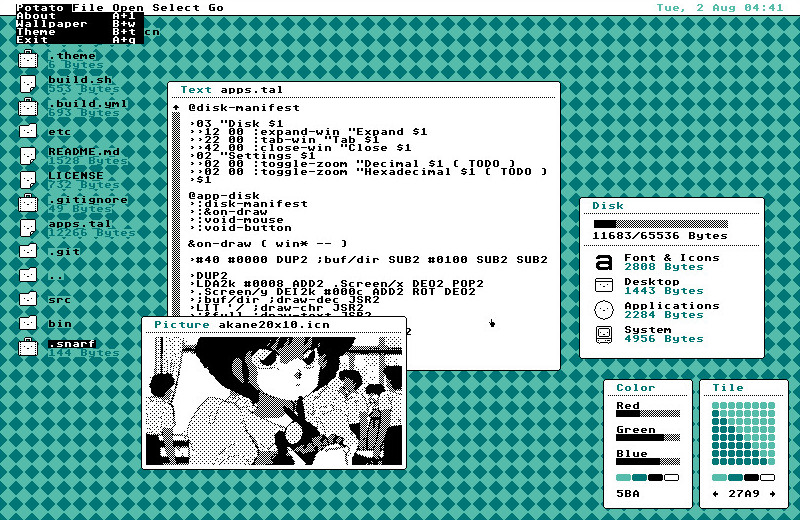 Potato File Open Select Go
Tue, 2 Aug 04:41
About A+l
Wallpaper B+w
Theme B+t
Exit A+q
cn
.theme
6 Bytes
build.sh
553 Bytes
.build.yml
693 Bytes
etc
README.md
1528 Bytes
LICENSE
732 Bytes
.gitignore
49 Bytes
apps.tal
12266 Bytes
.git
..
src
bin
.snarf
144 Bytes
Text apps.tal
@disk-manifest
›03 "Disk $1
››12 00 :expand-win "Expand $1
››22 00 :tab-win "Tab $1
››42 00 :close-win "Close $1
›02 "Settings $1
››02 00 :toggle-zoom "Decimal $1 ( TODO )
››02 00 :toggle-zoom "Hexadecimal $1 ( TODO )
›$1
@app-disk
›:disk-manifest
›:&on-draw
›:void-mouse
›:void-button
&on-draw ( win* -- )
›#40 #0000 DUP2 ;buf/dir SUB2 #0100 SUB2 SUB2
›DUP2
›LDA2k #0008 ADD2 .Screen/x DEO2 POP2
›.Screen/y DEI2k #000c ADD2 ROT DEO2
›;buf/dir ;draw-dec JSR2
›LIT '/ ;draw-chr JSR2
›;&full ;draw-text JSR2
2
Picture akane20x10.icn
Disk
11683/65536 Bytes
a
Font & Icons
2808 Bytes
Desktop
1443 Bytes
Applications
2284 Bytes
System
4956 Bytes
Color
Red
Green
Blue
5BA
Tile
← 27A9 →